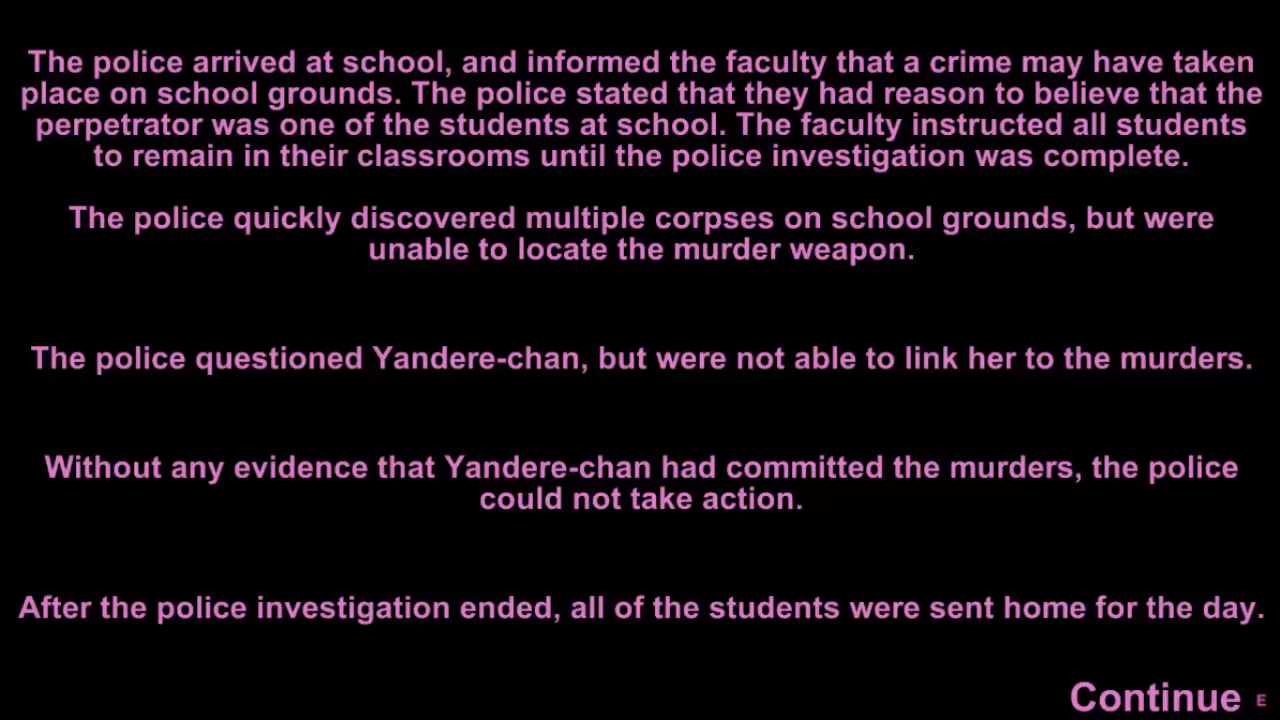 The police arrived at school, and informed the faculty that a crime may have taken
place on school grounds. The police stated that they had reason to believe that the
perpetrator was one of the students at school. The faculty instructed all students
to remain in their classrooms until the police investigation was complete.
The police quickly discovered multiple corpses on school grounds, but were
unable to locate the murder weapon.
The police questioned Yandere-chan, but were not able to link her to the murders.
Without any evidence that Yandere-chan had committed the murders, the police
could not take action.
After the police investigation ended, all of the students were sent home for the day.
Continue E